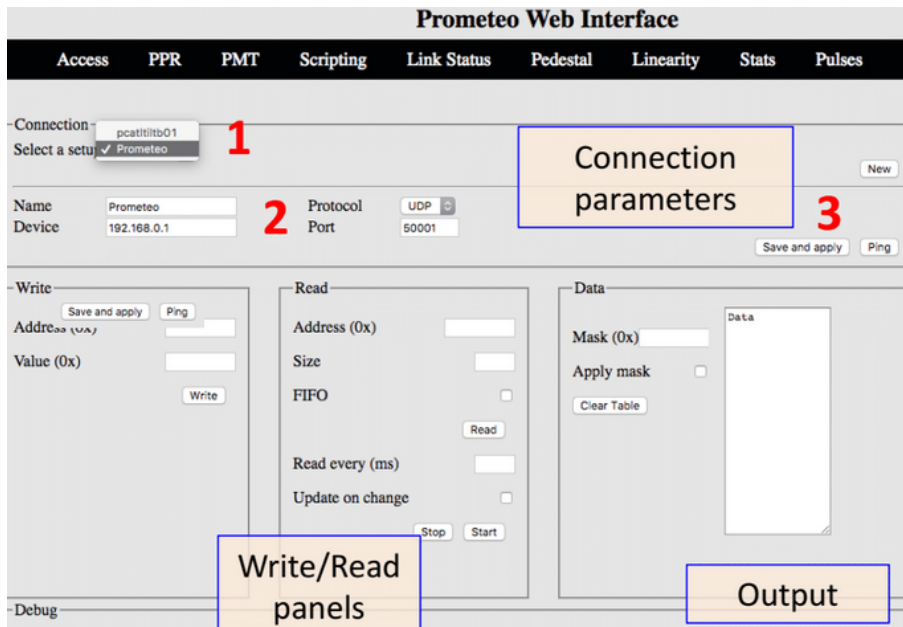 Prometeo Web Interface
Access PPR PMT Scripting Link Status Pedestal Linearity Stats Pulses
Connection
pcatltiltb01
Select a setup ✓ Prometeo
1
Connection parameters
New
Name Prometeo
Device 192.168.0.1
2
Protocol UDP
Port 50001
3
Save and apply Ping
Write
Save and apply Ping
Address (0x)
Value (0x)
Write
Read
Address (0x)
Size
FIFO
Read
Read every (ms)
Update on change
Stop Start
Write/Read
panels
Data
Mask (0x)
Apply mask
Clear Table
Data
Output
Debug